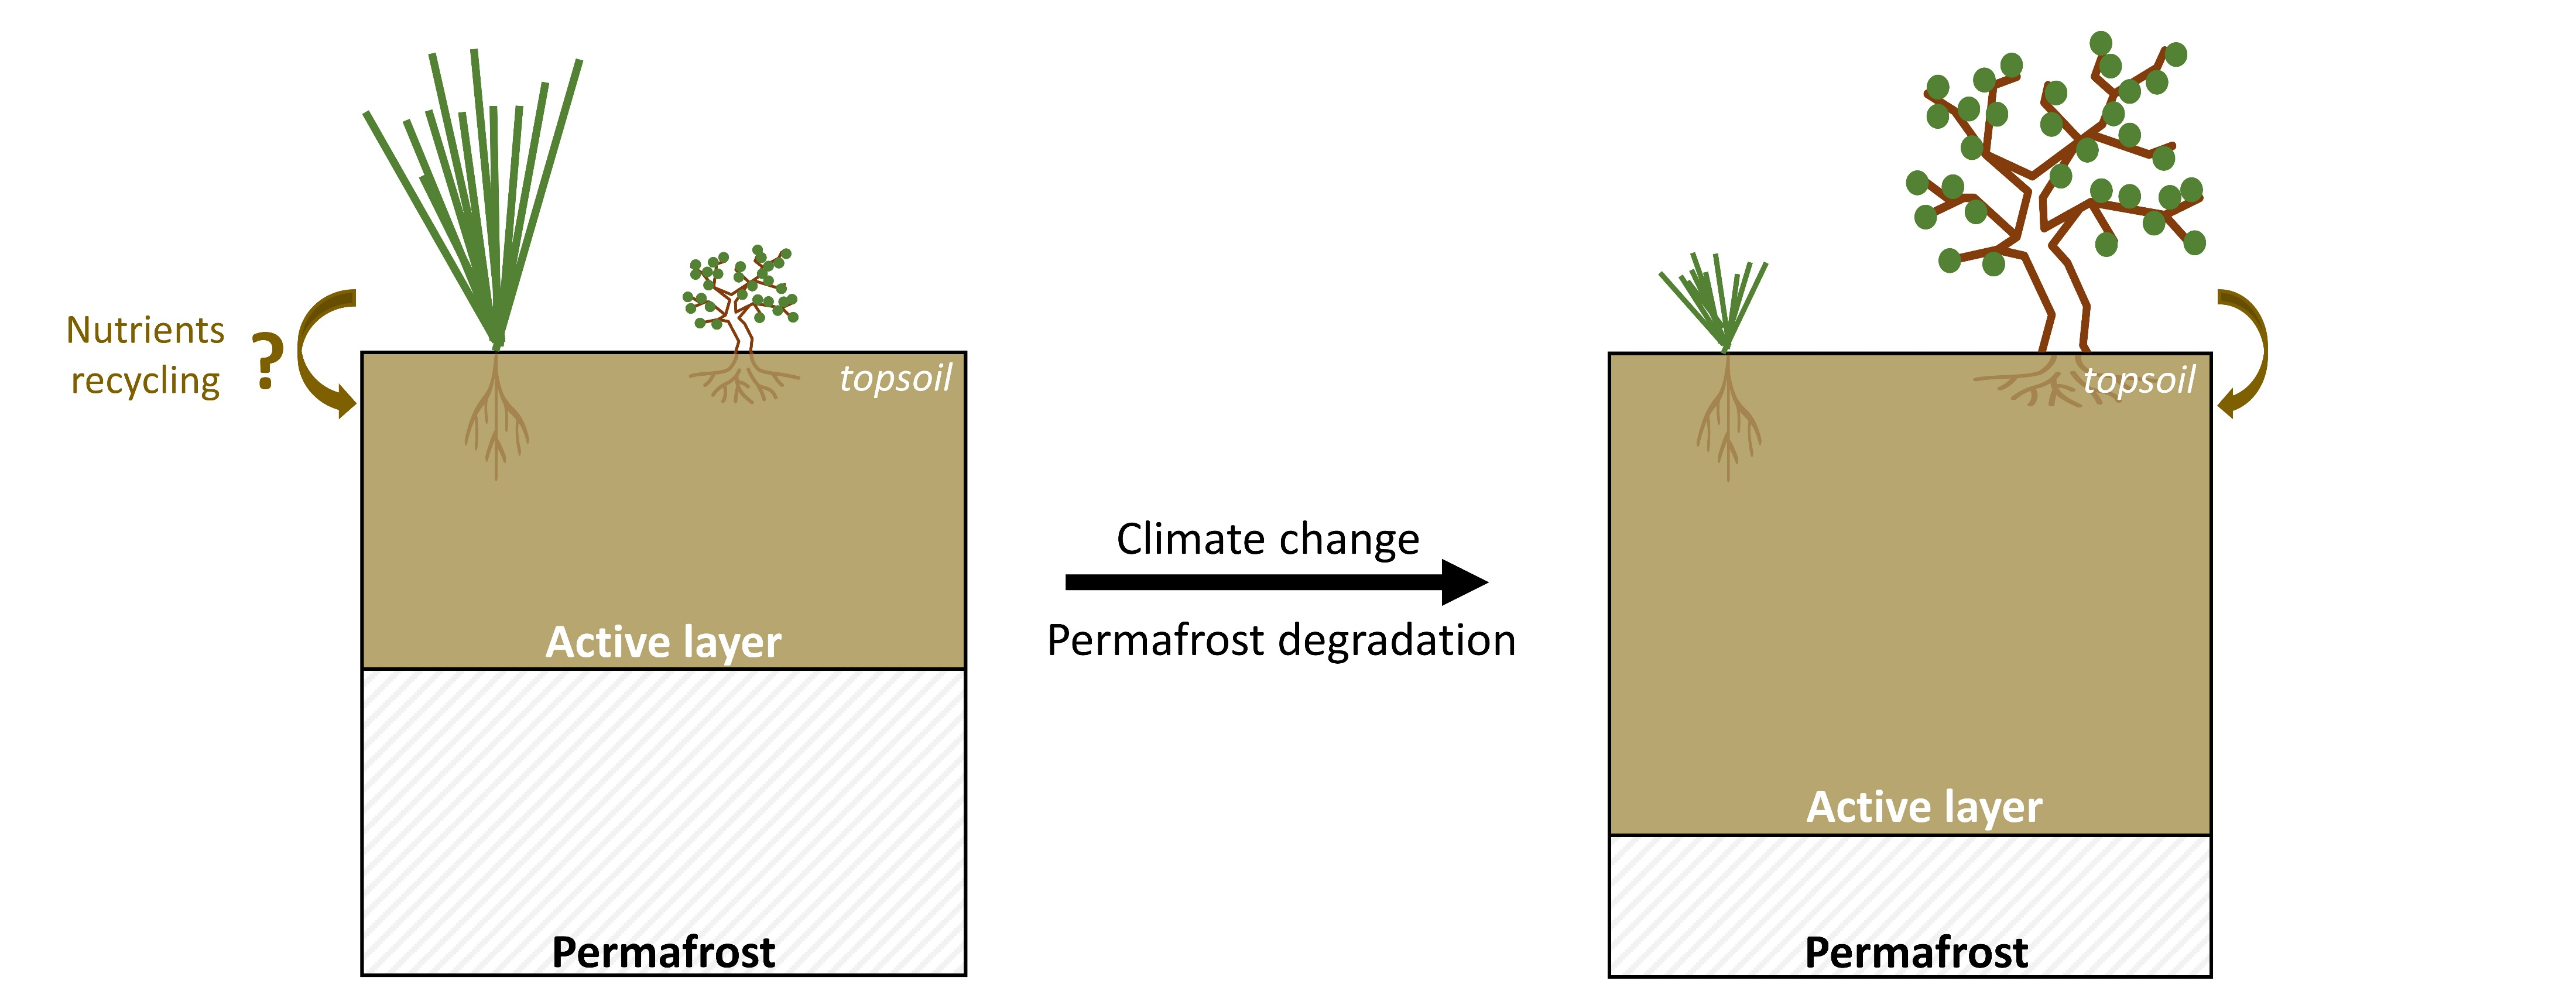 Nutrients
recycling
?
topsoil
Active layer
Permafrost
Climate change
Permafrost degradation
topsoil
Active layer
Permafrost